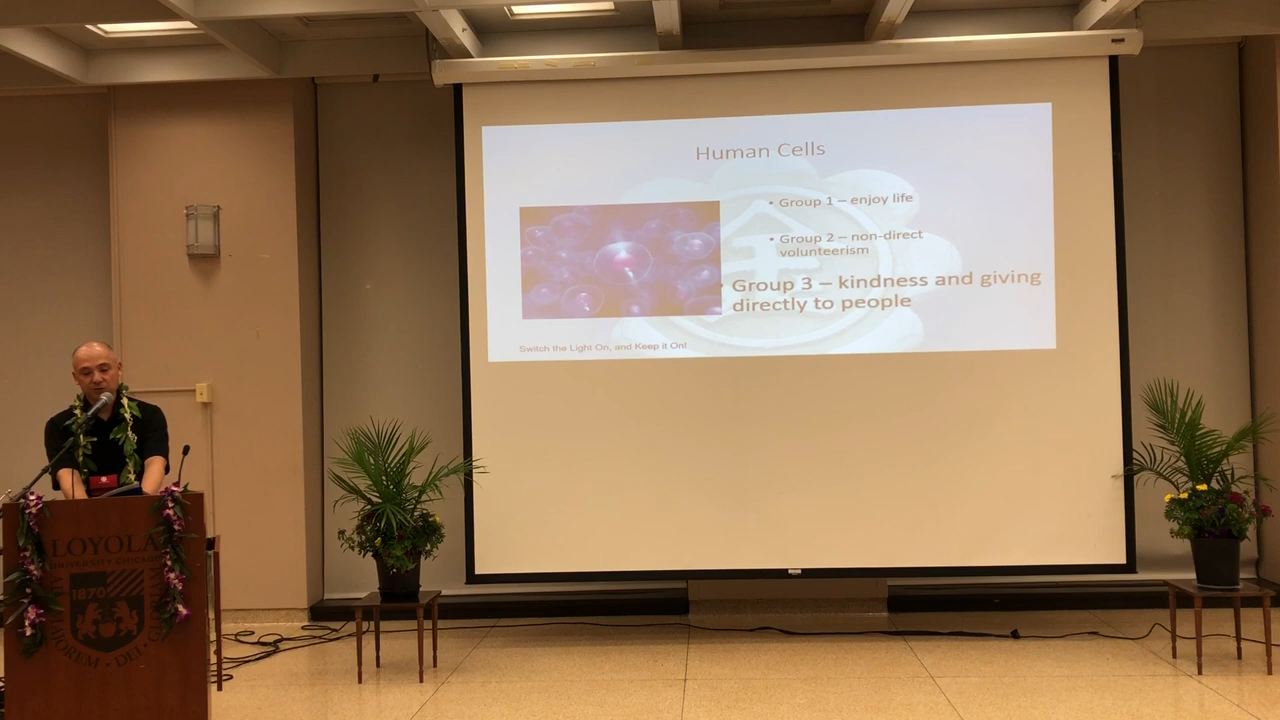 Human Cells
• Group 1 – enjoy life
• Group 2 – non-direct
volunteerism
• Group 3 – kindness and giving
directly to people
Switch the Light On, and Keep it On!
LOYOLA
UNIVERSITY CHICAGO
1870
DEI